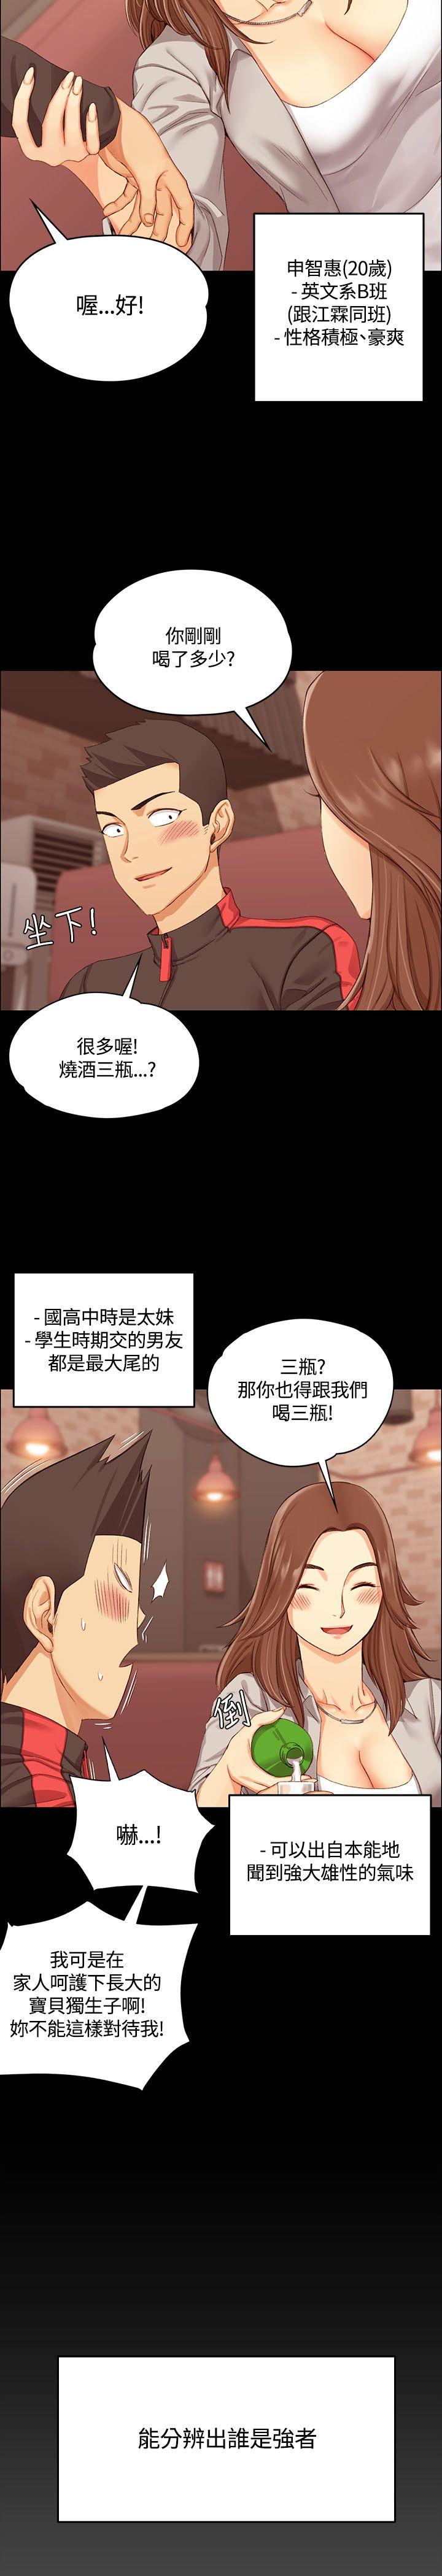 喔...好!
申智惠(20歲)
- 英文系B班
(跟江霖同班)
- 性格積極、豪爽
你剛剛
喝了多少?
坐下!
很多喔!
燒酒三瓶...?
- 國高中時是太妹
- 學生時期交的男友
都是最大尾的
三瓶?
那你也得跟我們
喝三瓶!
倒
嚇...!
- 可以出自本能地
聞到強大雄性的氣味
我可是在
家人呵護下長大的
寶貝獨生子啊!
妳不能這樣對待我!
能分辨出誰是強者